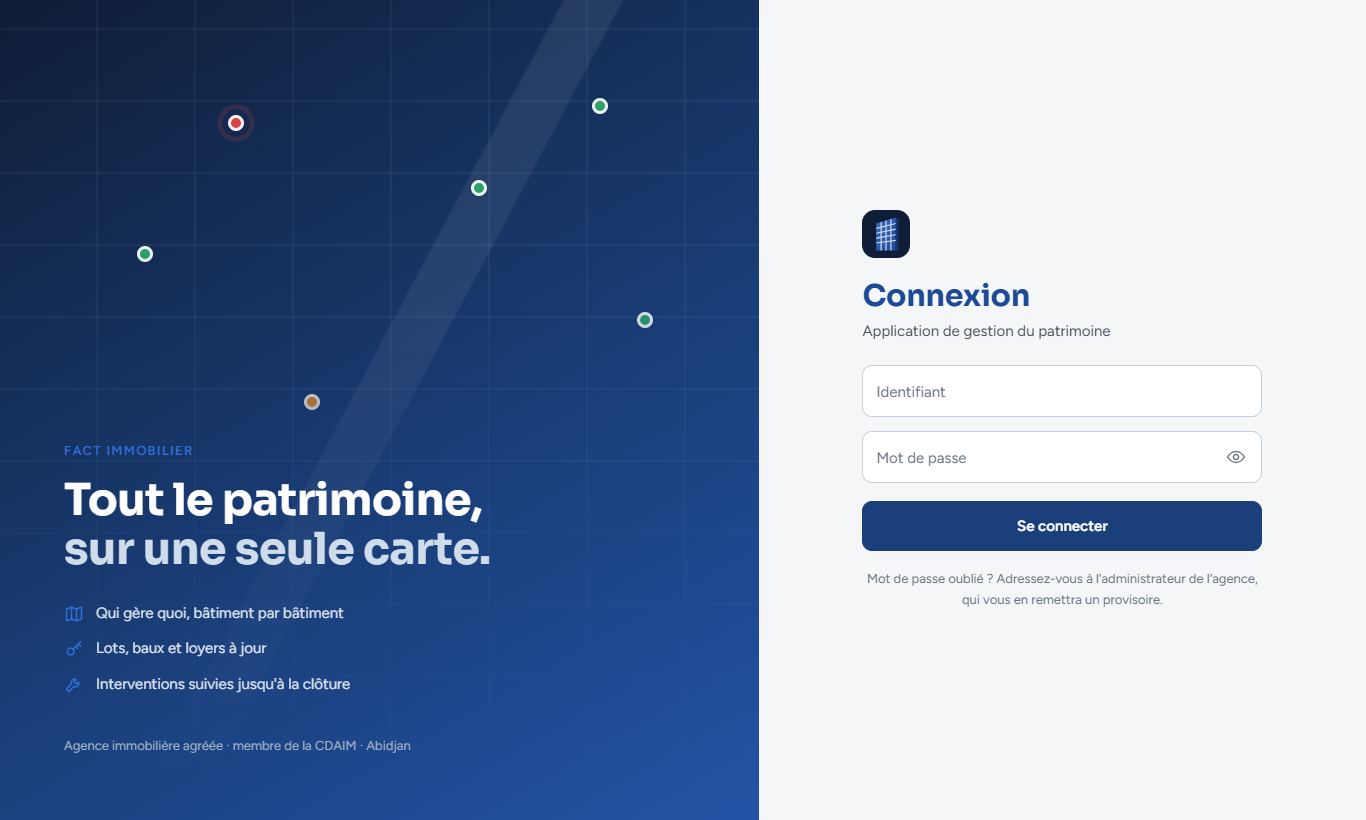 FACT IMMOBILIER
Tout le patrimoine,
sur une seule carte.
Qui gère quoi, bâtiment par bâtiment
Lots, baux et loyers à jour
Interventions suivies jusqu'à la clôture
Agence immobilière agréée · membre de la CDAIM · Abidjan
Connexion
Application de gestion du patrimoine
Identifiant
Mot de passe
Se connecter
Mot de passe oublié ? Adressez-vous à l'administrateur de l'agence,
qui vous en remettra un provisoire.